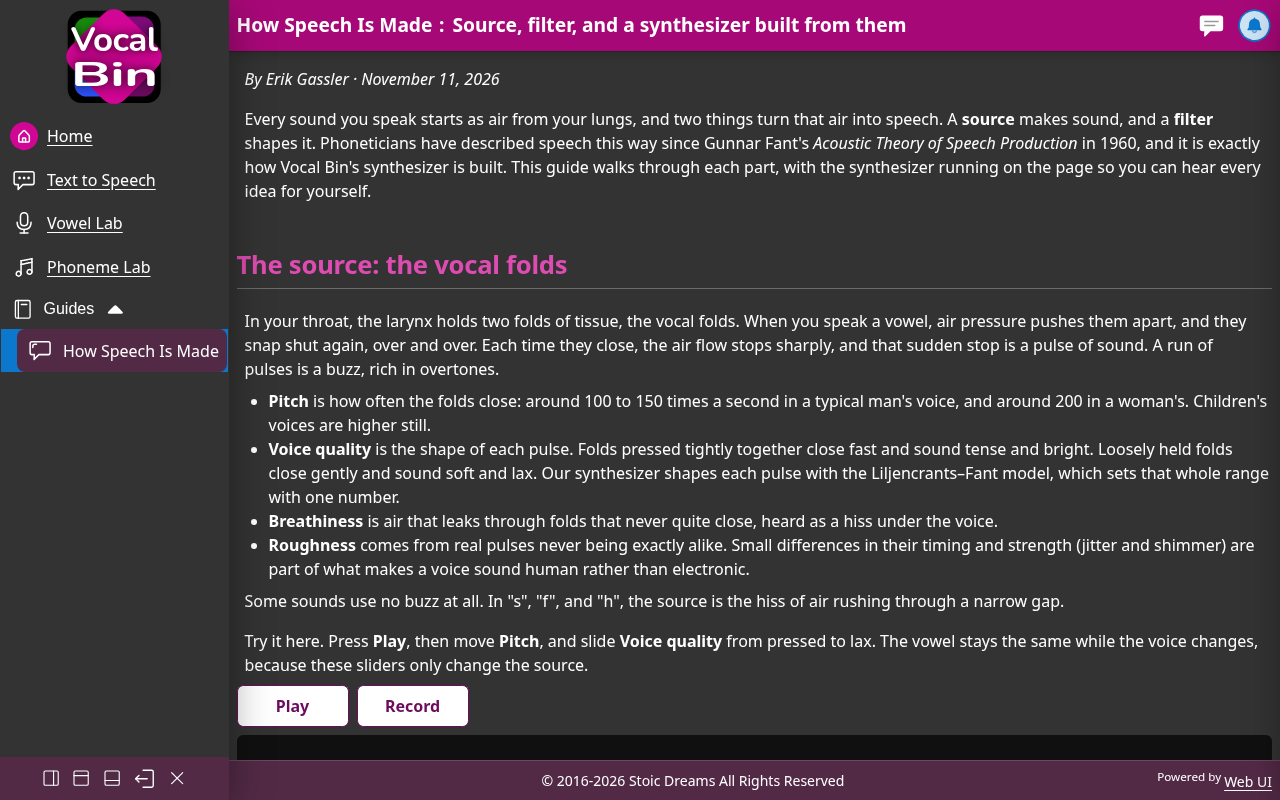 Vocal
Bin
Home
Text to Speech
Vowel Lab
Phoneme Lab
Guides
How Speech Is Made
How Speech Is Made : Source, filter, and a synthesizer built from them
By Erik Gassler · November 11, 2026
Every sound you speak starts as air from your lungs, and two things turn that air into speech. A source makes sound, and a filter
shapes it. Phoneticians have described speech this way since Gunnar Fant's Acoustic Theory of Speech Production in 1960, and it is exactly
how Vocal Bin's synthesizer is built. This guide walks through each part, with the synthesizer running on the page so you can hear every
idea for yourself.
The source: the vocal folds
In your throat, the larynx holds two folds of tissue, the vocal folds. When you speak a vowel, air pressure pushes them apart, and they
snap shut again, over and over. Each time they close, the air flow stops sharply, and that sudden stop is a pulse of sound. A run of
pulses is a buzz, rich in overtones.
• Pitch is how often the folds close: around 100 to 150 times a second in a typical man's voice, and around 200 in a woman's. Children's
voices are higher still.
• Voice quality is the shape of each pulse. Folds pressed tightly together close fast and sound tense and bright. Loosely held folds
close gently and sound soft and lax. Our synthesizer shapes each pulse with the Liljencrants–Fant model, which sets that whole range
with one number.
• Breathiness is air that leaks through folds that never quite close, heard as a hiss under the voice.
• Roughness comes from real pulses never being exactly alike. Small differences in their timing and strength (jitter and shimmer) are
part of what makes a voice sound human rather than electronic.
Some sounds use no buzz at all. In "s", "f", and "h", the source is the hiss of air rushing through a narrow gap.
Try it here. Press Play, then move Pitch, and slide Voice quality from pressed to lax. The vowel stays the same while the voice changes,
because these sliders only change the source.
Play
Record
© 2016-2026 Stoic Dreams All Rights Reserved
Powered by Web UI